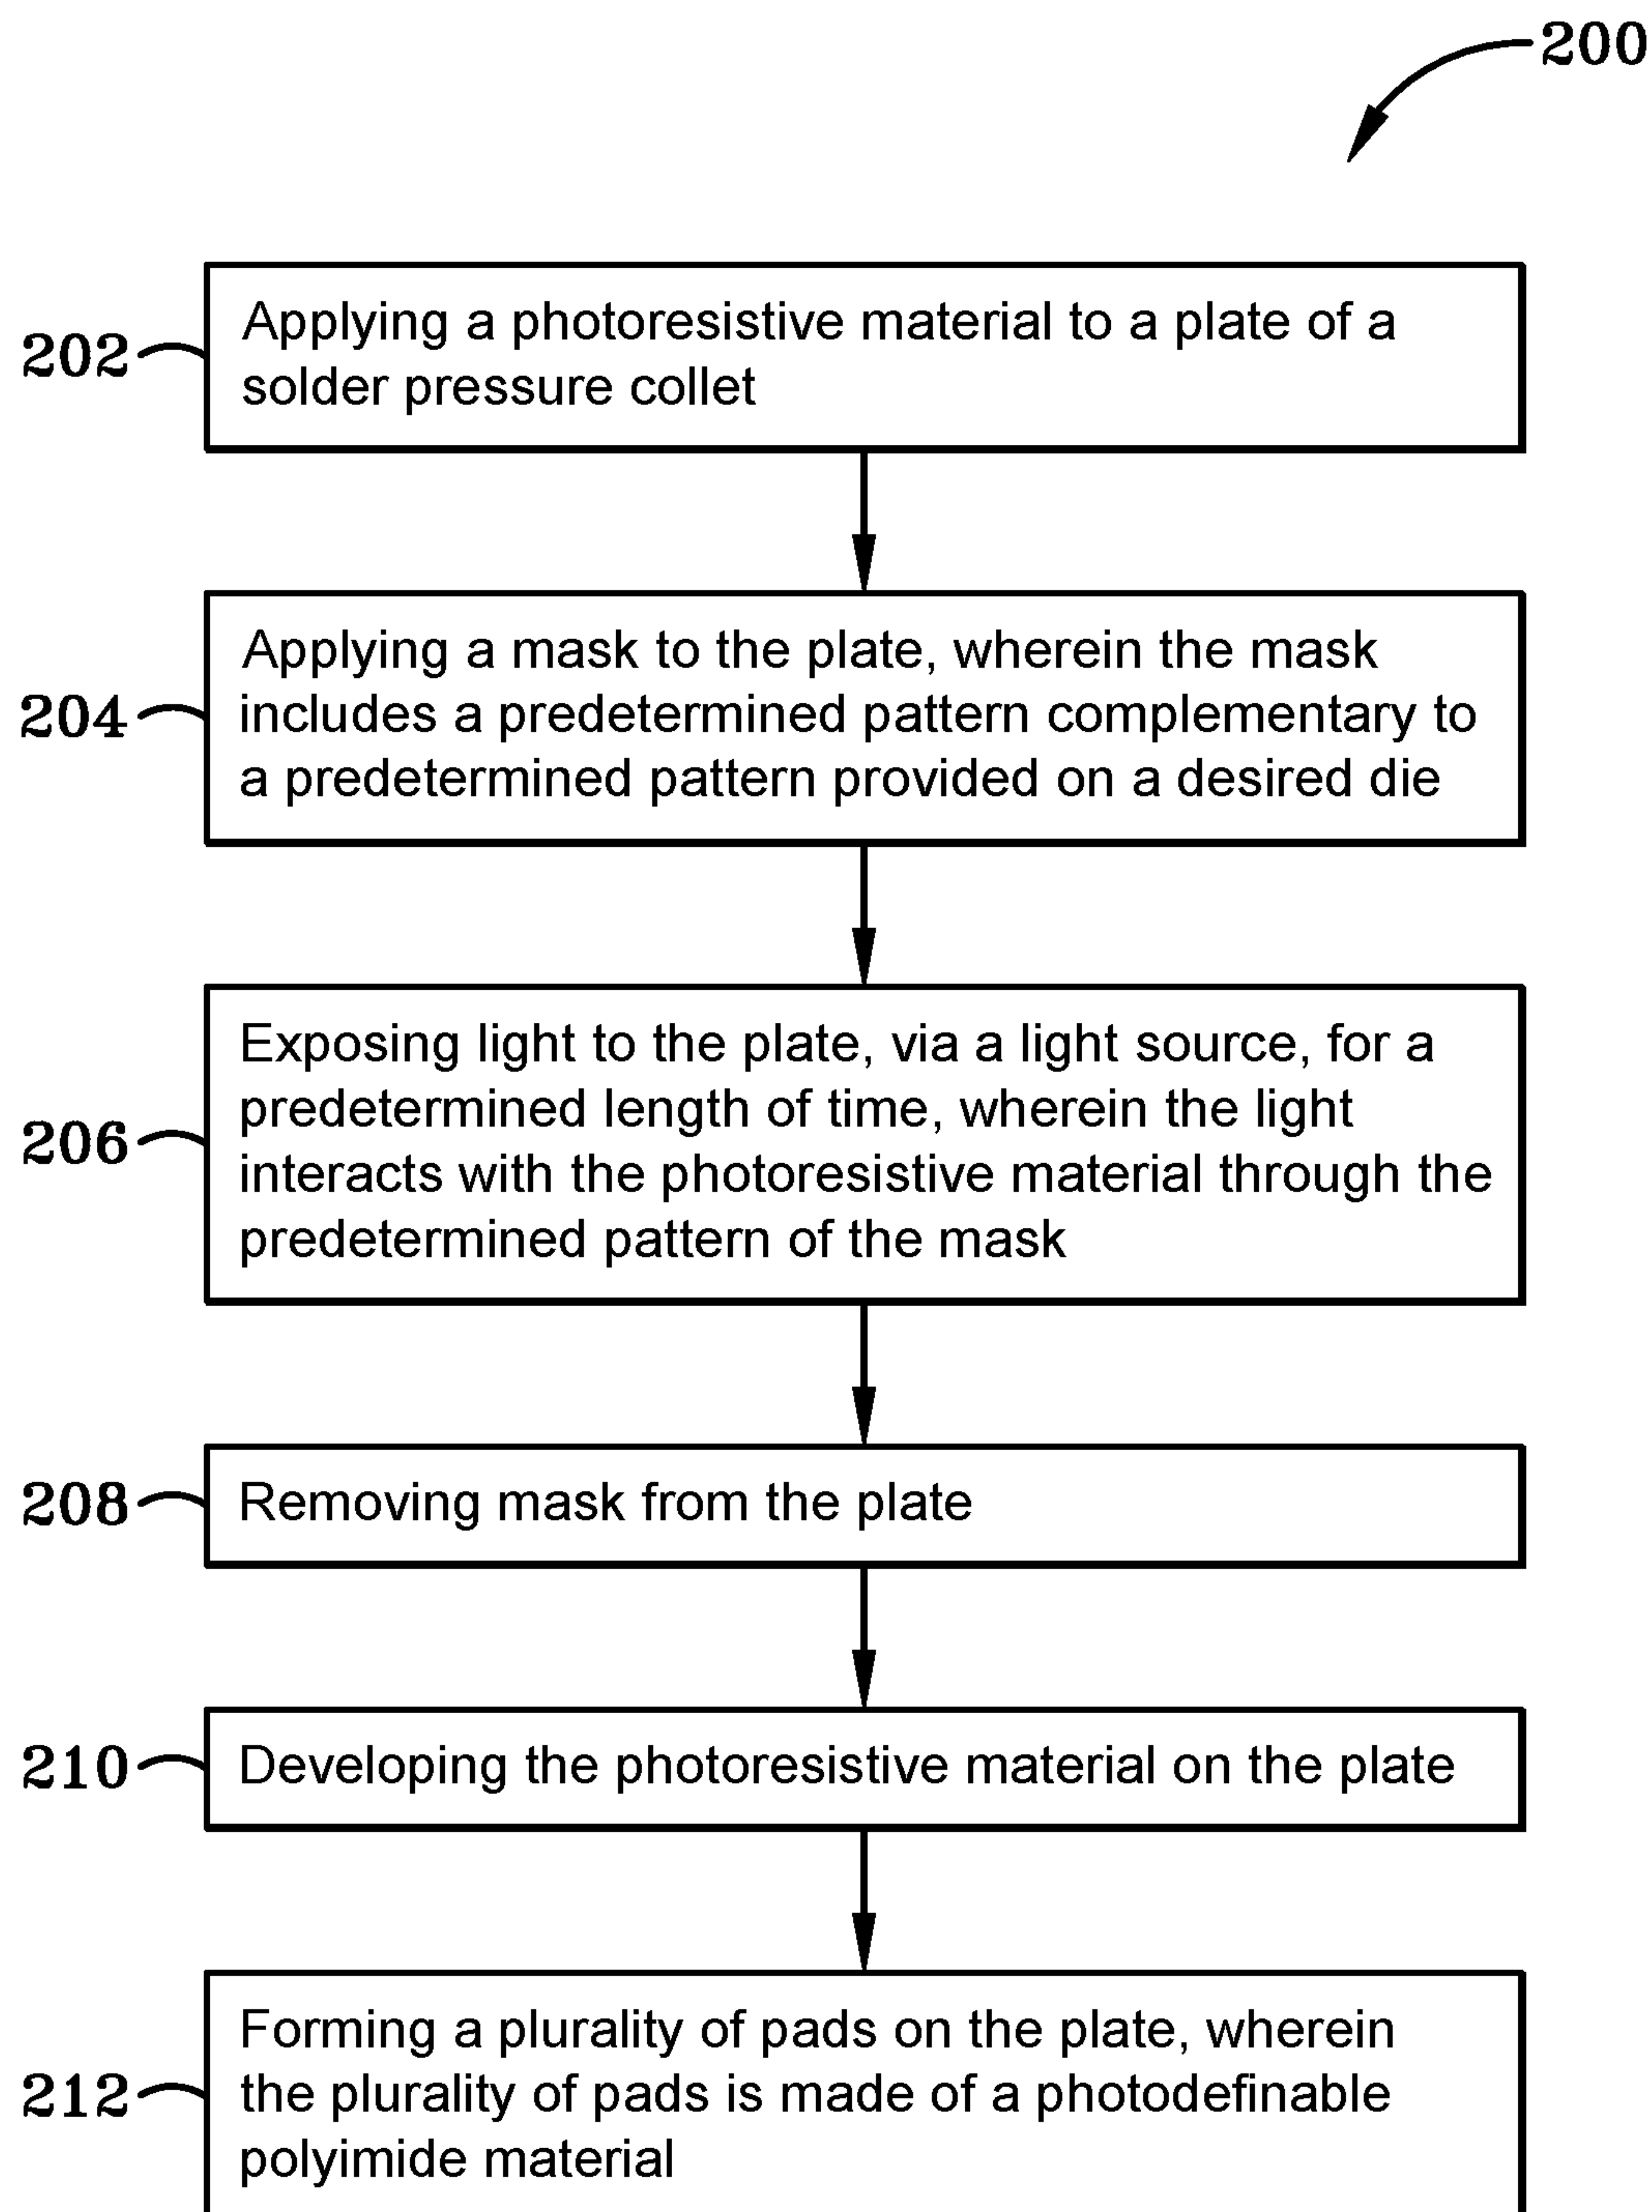 200
202
Applying a photoresistive material to a plate of a
solder pressure collet
204
Applying a mask to the plate, wherein the mask
includes a predetermined pattern complementary to
a predetermined pattern provided on a desired die
206
Exposing light to the plate, via a light source, for a
predetermined length of time, wherein the light
interacts with the photoresistive material through the
predetermined pattern of the mask
208
Removing mask from the plate
210
Developing the photoresistive material on the plate
212
Forming a plurality of pads on the plate, wherein
the plurality of pads is made of a photodefinable
polyimide material